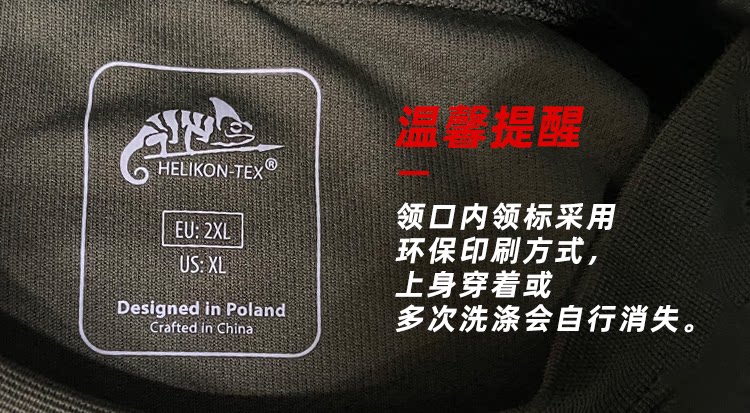 HELIKON-TEX®
EU: 2XL
US: XL
Designed in Poland
Crafted in China
温馨提醒
领口内领标采用
环保印刷方式，
上身穿着或
多次洗涤会自行消失。